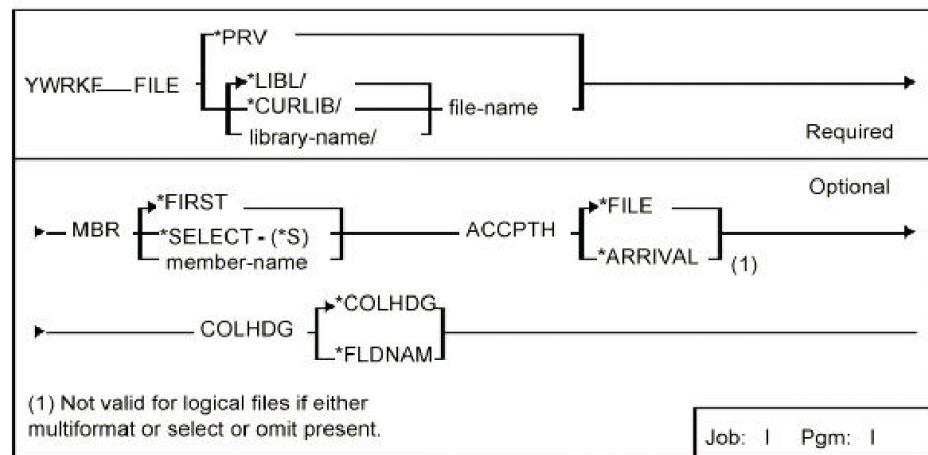 *PRV
YWRKF FILE
*LIBL/
*CURLIB/ file-name
library-name/
Required
Optional
MBR *FIRST
*SELECT - (*S)
member-name
ACCPTH *FILE
*ARRIVAL (1)
COLHDG *COLHDG
*FLDNAM
(1) Not valid for logical files if either
multiformat or select or omit present.
Job: I Pgm: I